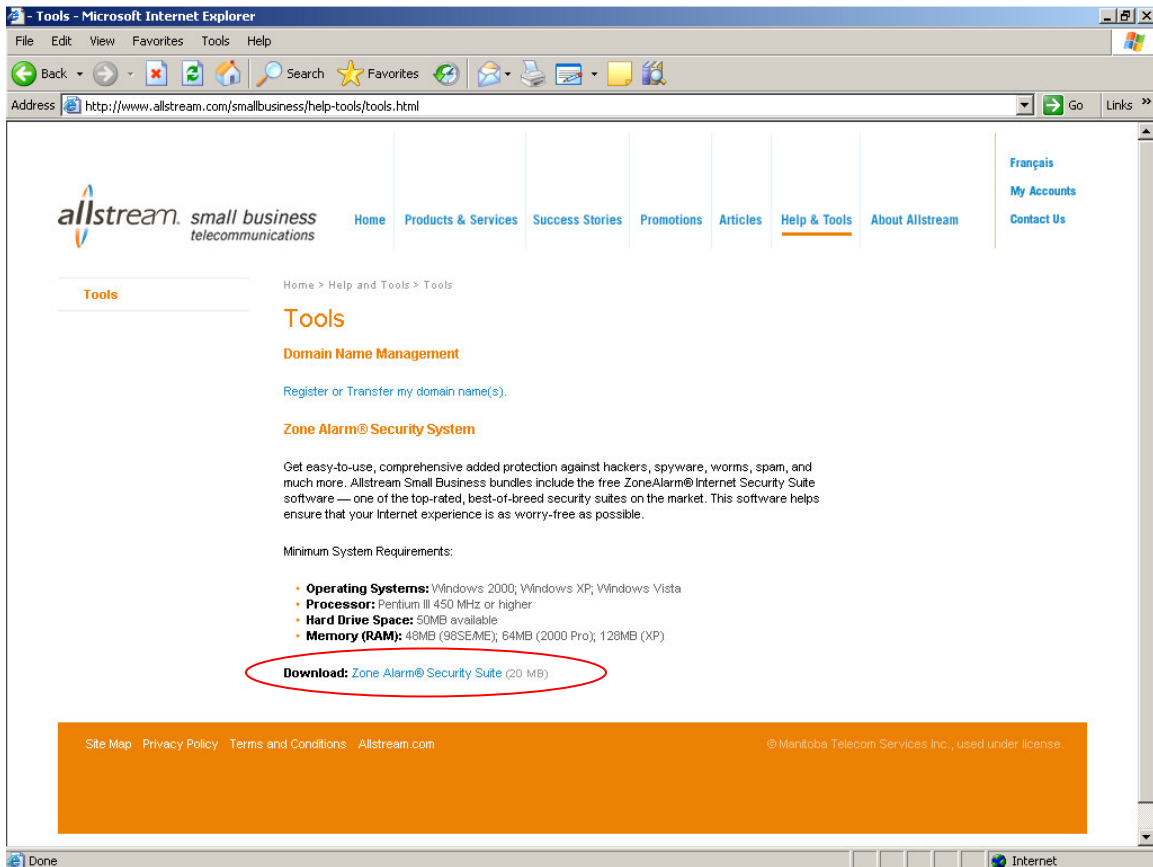 - Tools - Microsoft Internet Explorer
File Edit View Favorites Tools Help
Back Search Favorites
Address http://www.allstream.com/smallbusiness/help-tools/tools.html Go Links »
Français
My Accounts
Contact Us
allstream. small business
telecommunications
Home Products & Services Success Stories Promotions Articles Help & Tools About Allstream
Tools
Home > Help and Tools > Tools
Tools
Domain Name Management
Register or Transfer my domain name(s).
Zone Alarm® Security System
Get easy-to-use, comprehensive added protection against hackers, spyware, worms, spam, and
much more. Allstream Small Business bundles include the free ZoneAlarm® Internet Security Suite
software — one of the top-rated, best-of-breed security suites on the market. This software helps
ensure that your Internet experience is as worry-free as possible.
Minimum System Requirements:
• Operating Systems: Windows 2000; Windows XP; Windows Vista
• Processor: Pentium III 450 MHz or higher
• Hard Drive Space: 50MB available
• Memory (RAM): 48MB (98SE/ME); 64MB (2000 Pro); 128MB (XP)
Download: Zone Alarm® Security Suite (20 MB)
Site Map Privacy Policy Terms and Conditions Allstream.com
© Manitoba Telecom Services Inc., used under license.
Done
Internet